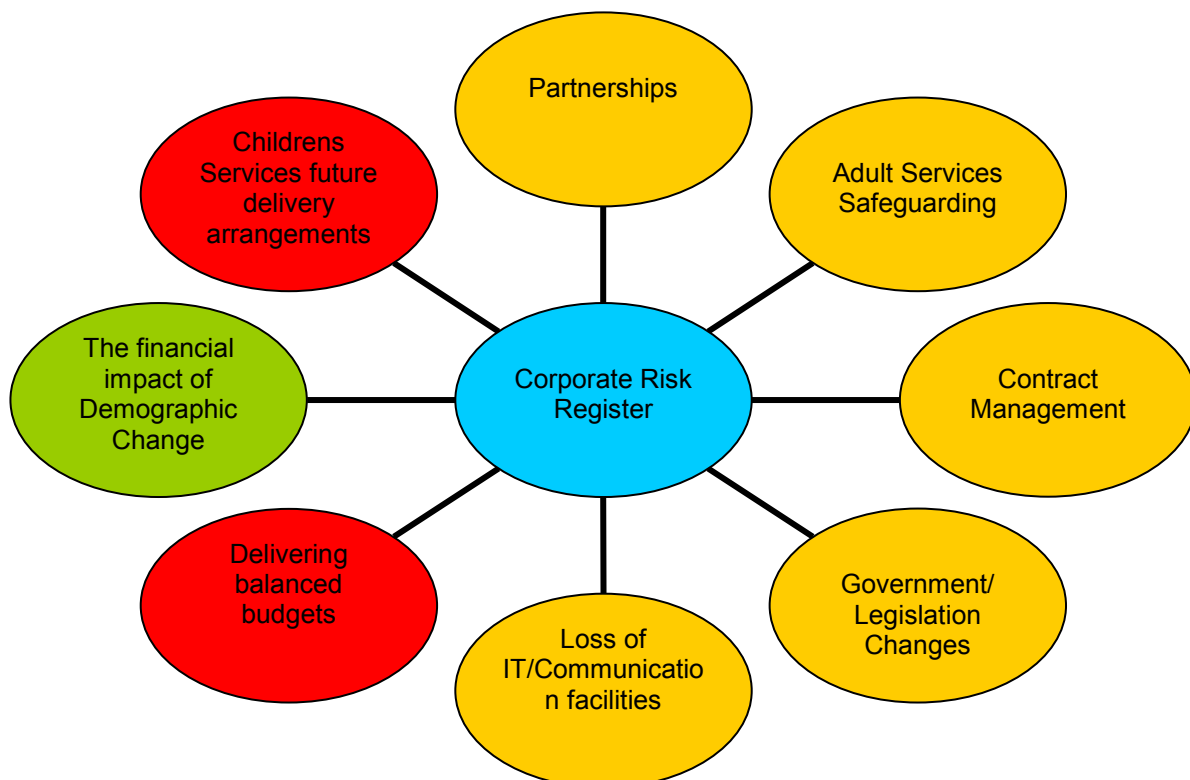 Partnerships
Childrens
Services future
delivery
arrangements
Adult Services
Safeguarding
The financial
impact of
Demographic
Change
Corporate Risk
Register
Contract
Management
Delivering
balanced
budgets
Government/
Legislation
Changes
Loss of
IT/Communicatio
n facilities